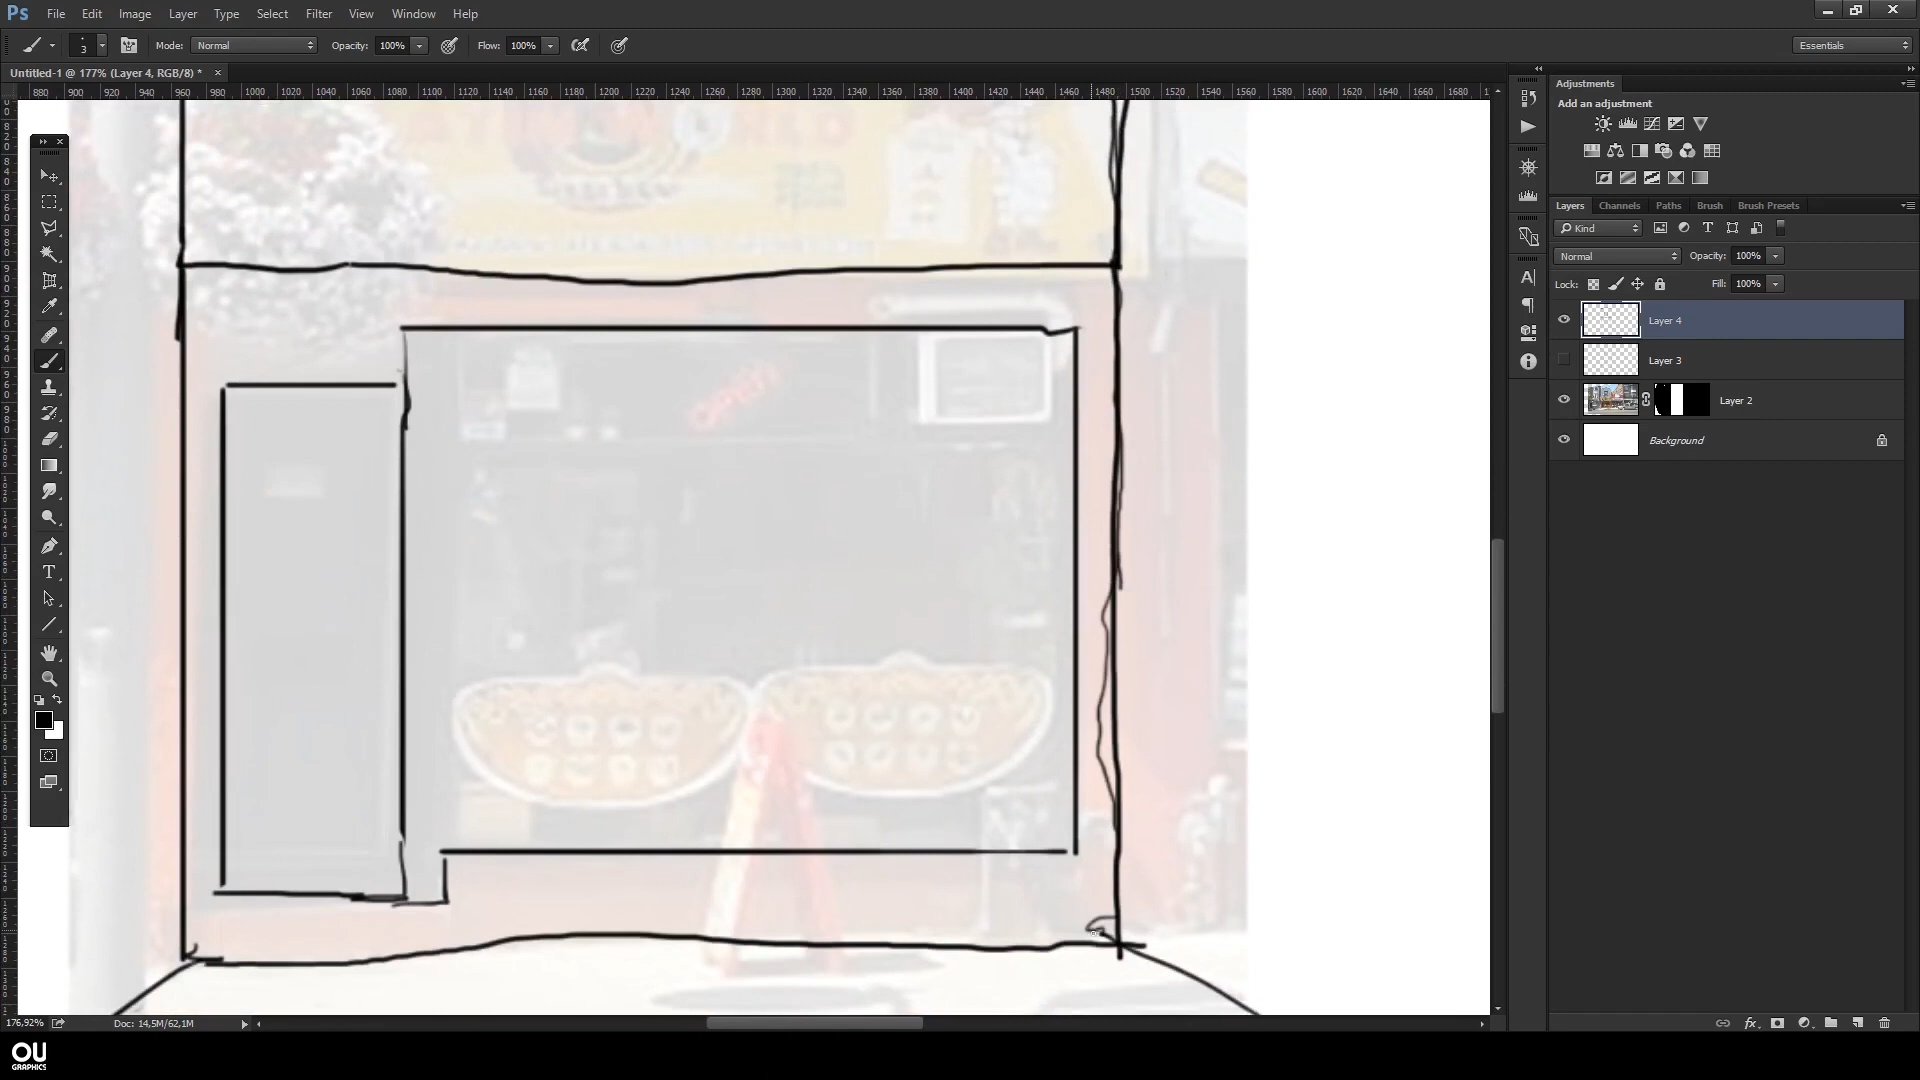 Ps File Edit Image Layer Type Select Filter View Window Help
3 Mode: Normal Opacity: 100% Flow: 100% Essentials
Untitled-1 @ 177% (Layer 4, RGB/8) * ×
880 900 920 940 960 980 1000 1020 1040 1060 1080 1100 1120 1140 1160 1180 1200 1220 1240 1260 1280 1300 1320 1340 1360 1380 1400 1420 1440 1460 1480 1500 1520 1540 1560 1580 1600 1620 1640 1660 1680
Adjustments
Add an adjustment
Layers Channels Paths Brush Brush Presets
Kind
Normal Opacity: 100%
Lock: Fill: 100%
Layer 4
Layer 3
Layer 2
Background
176,92% Doc: 14,5M/62,1M
OU
GRAPHICS